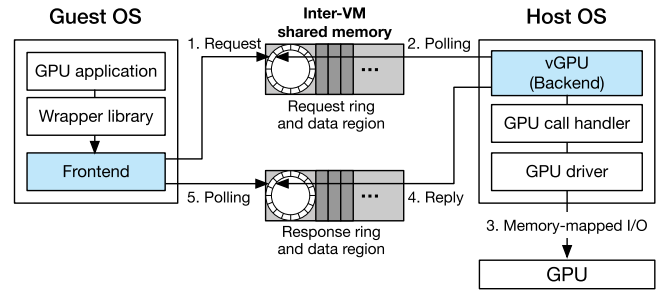 Guest OS
Inter-VM
shared memory
Host OS
GPU application
Wrapper library
Frontend
1. Request
2. Polling
...
Request ring
and data region
vGPU
(Backend)
GPU call handler
GPU driver
5. Polling
4. Reply
...
Response ring
and data region
3. Memory-mapped I/O
GPU